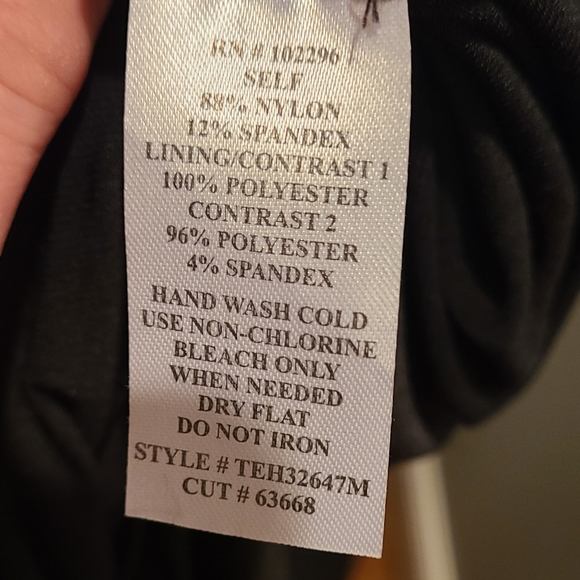 RN # 102296
SELF
88% NYLON
12% SPANDEX
LINING/CONTRAST 1
100% POLYESTER
CONTRAST 2
96% POLYESTER
4% SPANDEX
HAND WASH COLD
USE NON-CHLORINE
BLEACH ONLY
WHEN NEEDED
DRY FLAT
DO NOT IRON
STYLE # TEH32647M
CUT # 63668